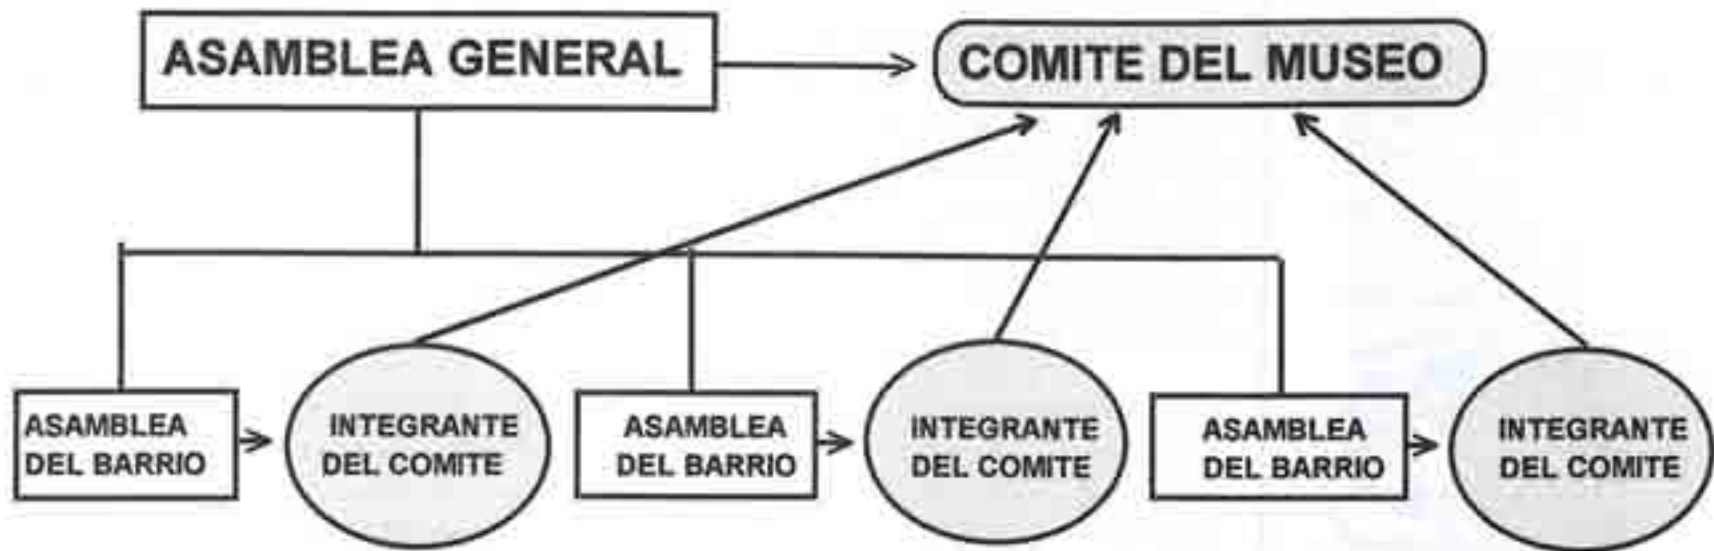 ASAMBLEA GENERAL
COMITE DEL MUSEO
ASAMBLEA
DEL BARRIO
INTEGRANTE
DEL COMITE
ASAMBLEA
DEL BARRIO
INTEGRANTE
DEL COMITE
ASAMBLEA
DEL BARRIO
INTEGRANTE
DEL COMITE